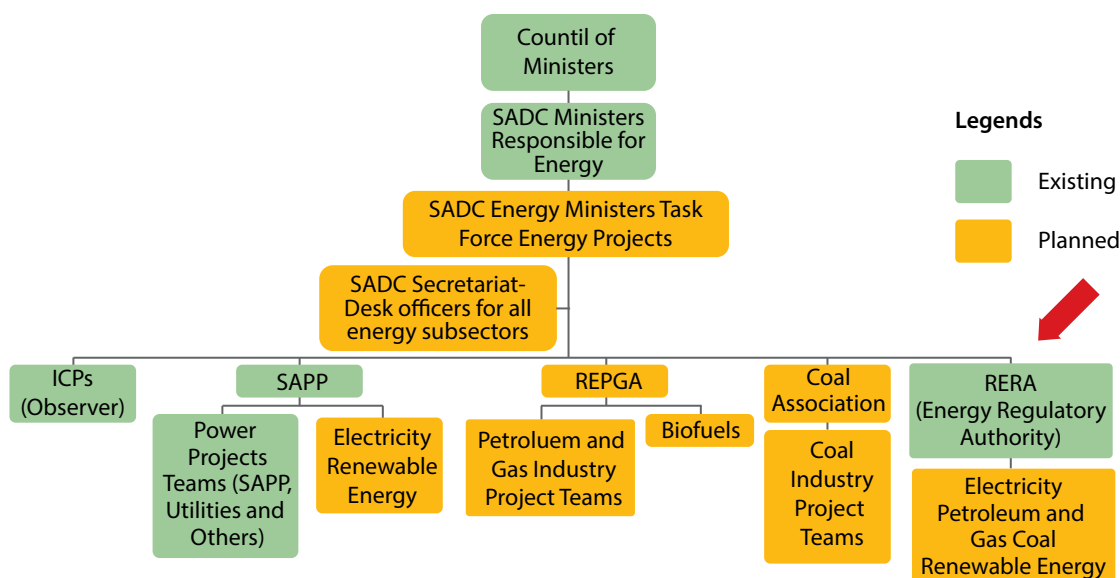 Countil of
Ministers
SADC Ministers
Responsible for
Energy
SADC Energy Ministers Task
Force Energy Projects
SADC Secretariat-
Desk officers for all
energy subsectors
Legends
Existing
Planned
ICPs
(Observer)
SAPP
Power
Projects
Teams (SAPP,
Utilities and
Others)
Electricity
Renewable
Energy
REPGA
Petroluem and
Gas Industry
Project Teams
Biofuels
Coal
Association
Coal
Industry
Project
Teams
RERA
(Energy Regulatory
Authority)
Electricity
Petroleum and
Gas Coal
Renewable Energy